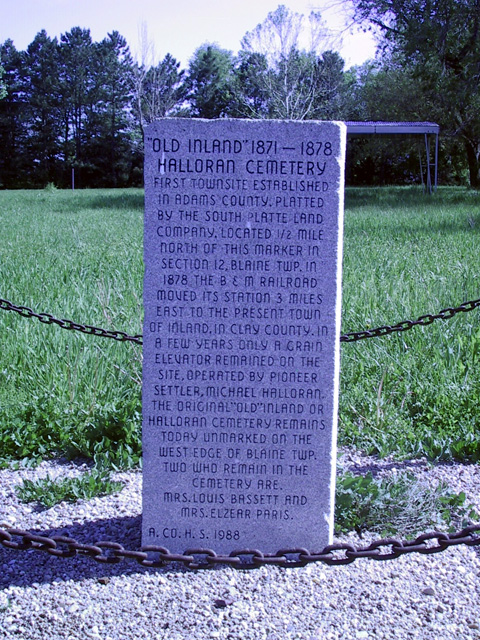 "OLD INLAND" 1871 — 1878
HALLORAN CEMETERY
FIRST TOWNSITE ESTABLISHED
IN ADAMS COUNTY. PLATTED
BY THE SOUTH PLATTE LAND
COMPANY. LOCATED 1/2 MILE
NORTH OF THIS MARKER IN
SECTION 12, BLAINE TWP. IN
1878 THE B & M RAILROAD
MOVED ITS STATION 3 MILES
EAST TO THE PRESENT TOWN
OF INLAND, IN CLAY COUNTY. IN
A FEW YEARS ONLY A GRAIN
ELEVATOR REMAINED ON THE
SITE, OPERATED BY PIONEER
SETTLER, MICHAEL HALLORAN.
THE ORIGINAL "OLD" INLAND OR
HALLORAN CEMETERY REMAINS
TODAY UNMARKED ON THE
WEST EDGE OF BLAINE TWP.
TWO WHO REMAIN IN THE
CEMETERY ARE,
MRS. LOUIS BASSETT AND
MRS. ELZEAR PARIS.
A. CO. H. S. 1988